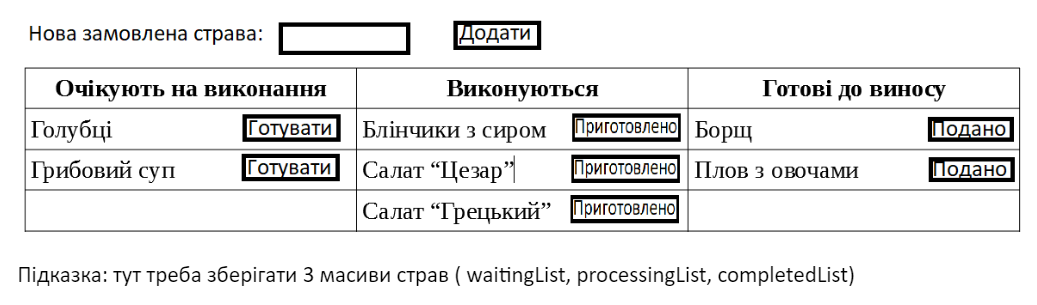 Нова замовлена страва: Додати
Очікують на виконання Виконуються Готові до виносу
Голубці Готувати Блінчики з сиром Приготовлено Борщ Подано
Грибовий суп Готувати Салат “Цезар” Приготовлено Плов з овочами Подано
Салат “Грецький” Приготовлено
Підказка: тут треба зберігати 3 масиви страв ( waitingList, processingList, completedList)